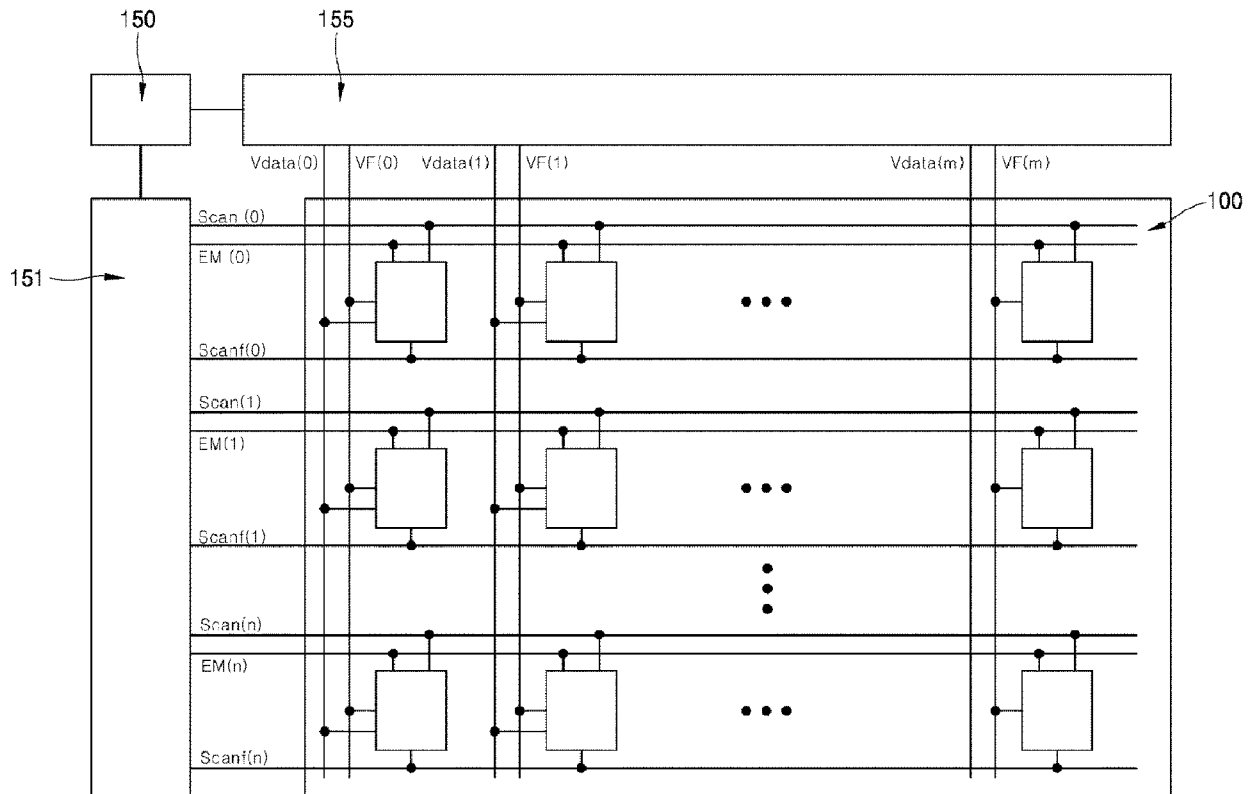 150
155
Vdata(0) VF(0) Vdata(1) VF(1) Vdata(m) VF(m)
Scan (0)
100
EM (0)
151
Scanf(0)
Scan(1)
EM(1)
Scanf(1)
Scan(n)
EM(n)
Scanf(n)